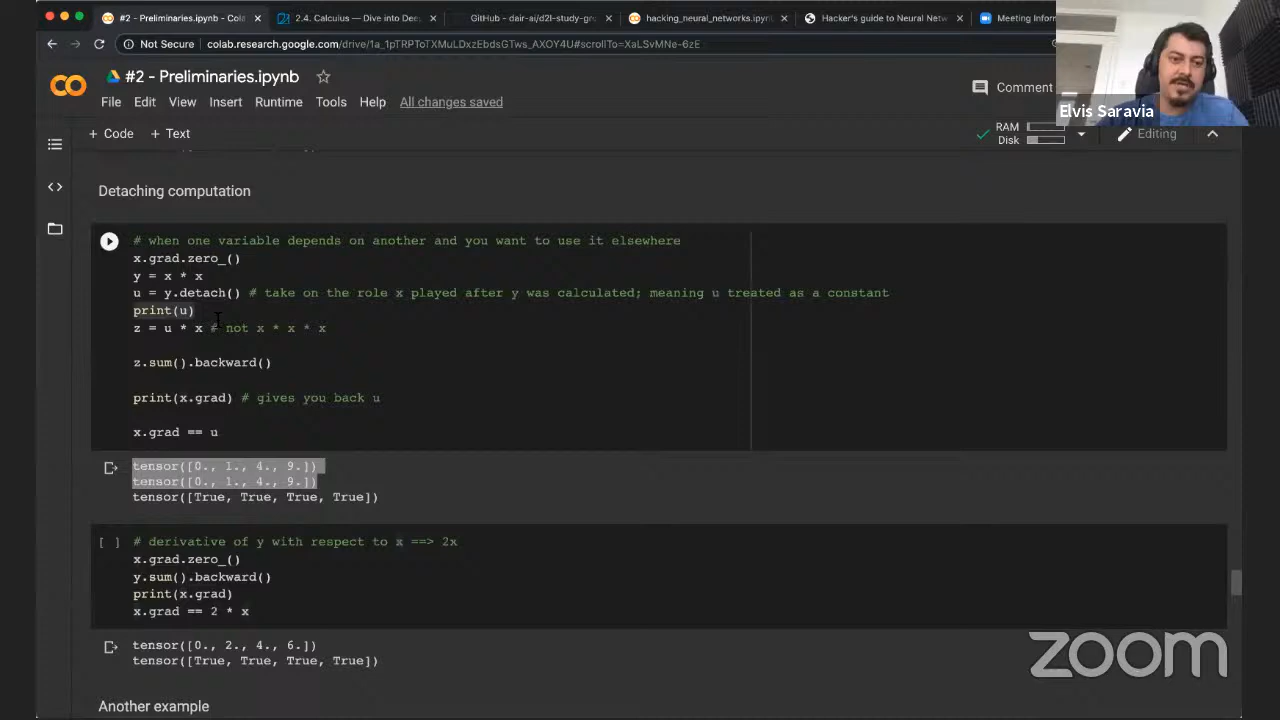 #2 - Preliminaries.ipynb - Cola
2.4. Calculus — Dive into Deep
GitHub - dair-ai/d2l-study-gro
hacking_neural_networks.ipynb
Hacker's guide to Neural Netw
Meeting Inform
Not Secure | colab.research.google.com/drive/1a_1pTRPToTXMuLDxzEbdsGTws_AXOY4U#scrollTo=XaLSvMNe-6zE
#2 - Preliminaries.ipynb
File Edit View Insert Runtime Tools Help All changes saved
Comment
Elvis Saravia
+ Code + Text
RAM
Disk
Editing
Detaching computation
# when one variable depends on another and you want to use it elsewhere
x.grad.zero_()
y = x * x
u = y.detach() # take on the role x played after y was calculated; meaning u treated as a constant
print(u)
z = u * x # not x * x * x
z.sum().backward()
print(x.grad) # gives you back u
x.grad == u
tensor([0., 1., 4., 9.])
tensor([0., 1., 4., 9.])
tensor([True, True, True, True])
[ ] # derivative of y with respect to x ==> 2x
x.grad.zero_()
y.sum().backward()
print(x.grad)
x.grad == 2 * x
tensor([0., 2., 4., 6.])
tensor([True, True, True, True])
Another example
zoom